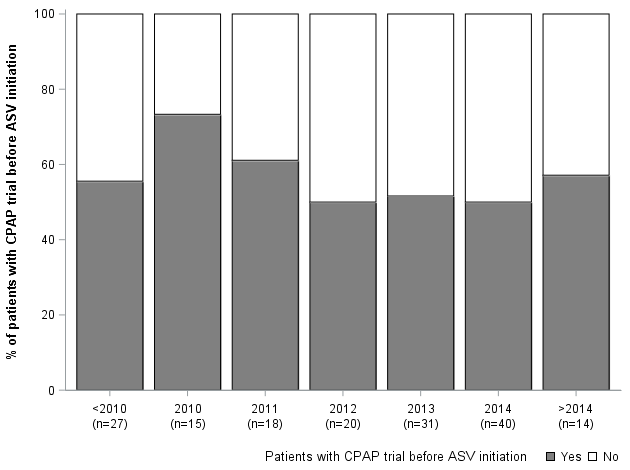 % of patients with CPAP trial before ASV initiation
100
80
60
40
20
0
<2010 2010 2011 2012 2013 2014 >2014
(n=27) (n=15) (n=18) (n=20) (n=31) (n=40) (n=14)
Patients with CPAP trial before ASV initiation Yes No